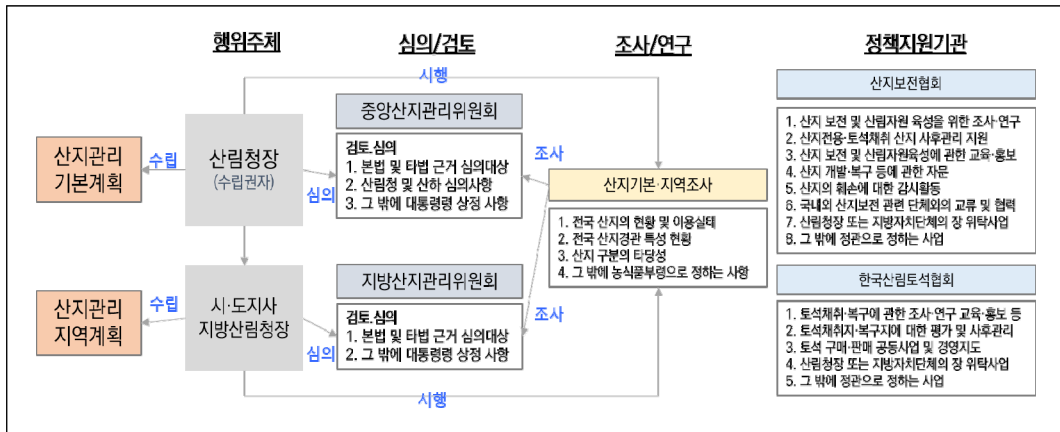 행위주체
심의/검토
조사/연구
정책지원기관
시행
산지관리
기본계획
수립
산림청장
(수립권자)
심의
중앙산지관리위원회
검토.심의
1. 본법 및 타법 근거 심의대상
2. 산림청 및 산하 심의사항
3. 그 밖에 대통령령 상정 사항
조사
산지기본·지역조사
1. 전국 산지의 현황 및 이용실태
2. 전국 산지경관 특성 현황
3. 산지 구분의 타당성
4. 그 밖에 농식품부령으로 정하는 사항
산지관리
지역계획
수립
시·도지사
지방산림청장
심의
지방산지관리위원회
검토.심의
1. 본법 및 타법 근거 심의대상
2. 그 밖에 대통령령 상정 사항
조사
시행
산지보전협회
1. 산지 보전 및 산림자원 육성을 위한 조사·연구
2. 산지전용·토석채취 산지 사후관리 지원
3. 산지 보전 및 산림자원육성에 관한 교육·홍보
4. 산지 개발·복구 등에 관한 자문
5. 산지의 훼손에 대한 감시활동
6. 국내외 산지보전 관련 단체와의 교류 및 협력
7. 산림청장 또는 지방자치단체의 장 위탁사업
8. 그 밖에 정관으로 정하는 사업
한국산림토석협회
1. 토석채취·복구에 관한 조사·연구 교육·홍보 등
2. 토석채취지·복구지에 대한 평가 및 사후관리
3. 토석 구매·판매 공동사업 및 경영지도
4. 산림청장 또는 지방자치단체의 장 위탁사업
5. 그 밖에 정관으로 정하는 사업